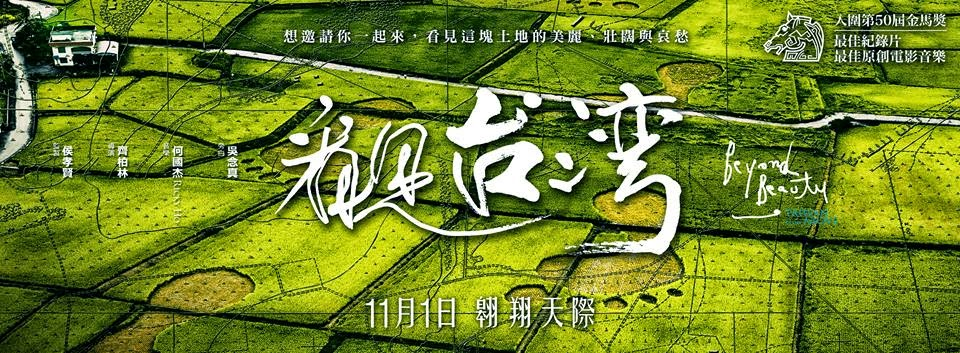 想邀請你一起來，看見這塊土地的美麗、壯闊與哀愁
入圍第50屆金馬獎
最佳紀錄片
最佳原創電影音樂
吳念真
何國杰
齊柏林
侯孝賢
看見台湾
Beyond
Beauty
11月1日 翱翔天際